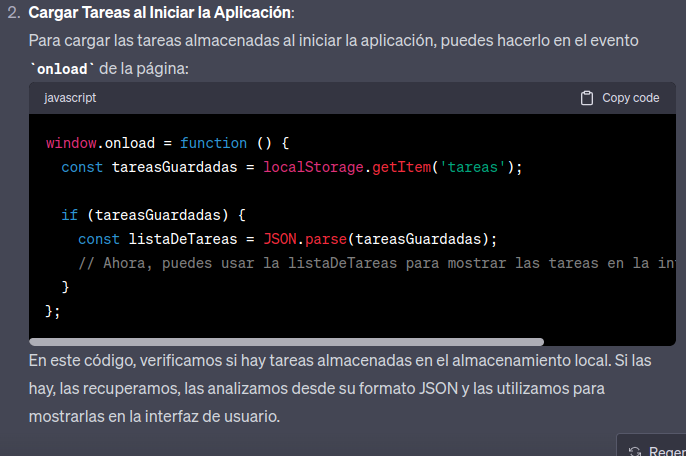 2. Cargar Tareas al Iniciar la Aplicación:
Para cargar las tareas almacenadas al iniciar la aplicación, puedes hacerlo en el evento
`onload` de la página:
javascript Copy code
window.onload = function () {
const tareasGuardadas = localStorage.getItem('tareas');
if (tareasGuardadas) {
const listaDeTareas = JSON.parse(tareasGuardadas);
// Ahora, puedes usar la listaDeTareas para mostrar las tareas en la
}
};
En este código, verificamos si hay tareas almacenadas en el almacenamiento local. Si las
hay, las recuperamos, las analizamos desde su formato JSON y las utilizamos para
mostrarlas en la interfaz de usuario.